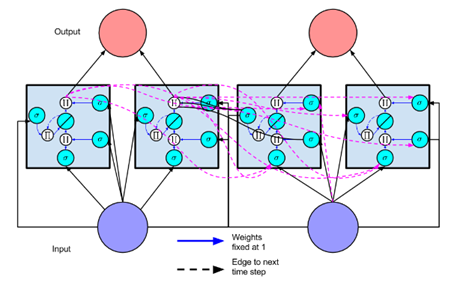 Output
Π σ Π σ Π σ Π σ
σ σ σ σ
Π Π σ Π Π σ Π Π σ Π Π σ
σ σ σ σ
Input
Weights
fixed at 1
Edge to next
time step